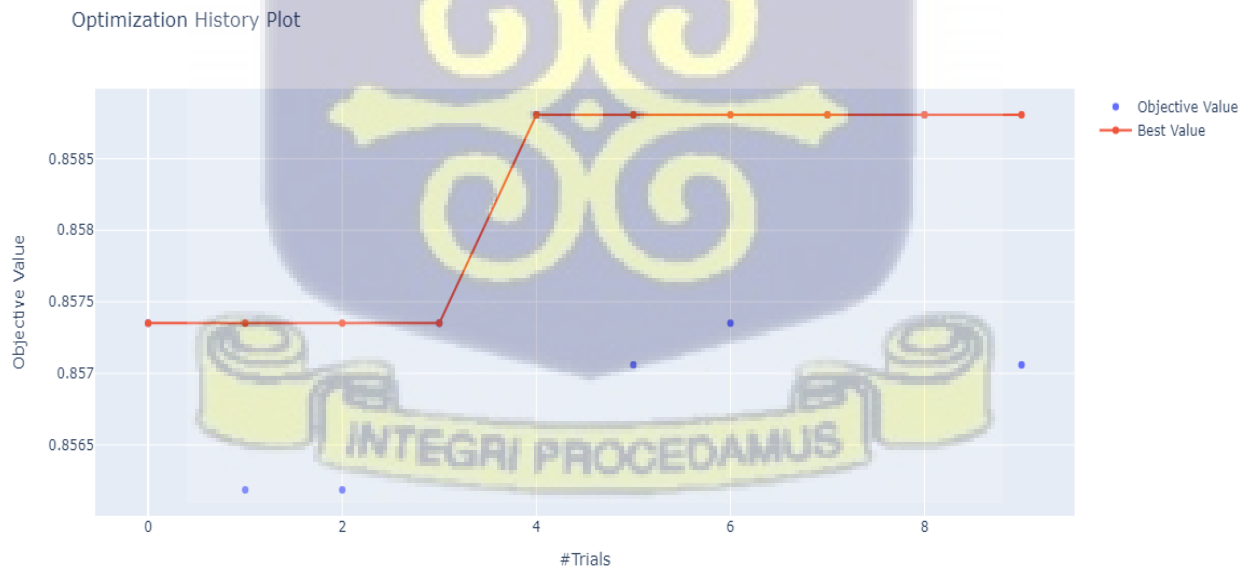 Optimization History Plot
Objective Value
Best Value
0.8585
0.858
0.8575
0.857
0.8565
Objective Value
INTEGRI PROCEDAMUS
0
2
4
6
8
#Trials